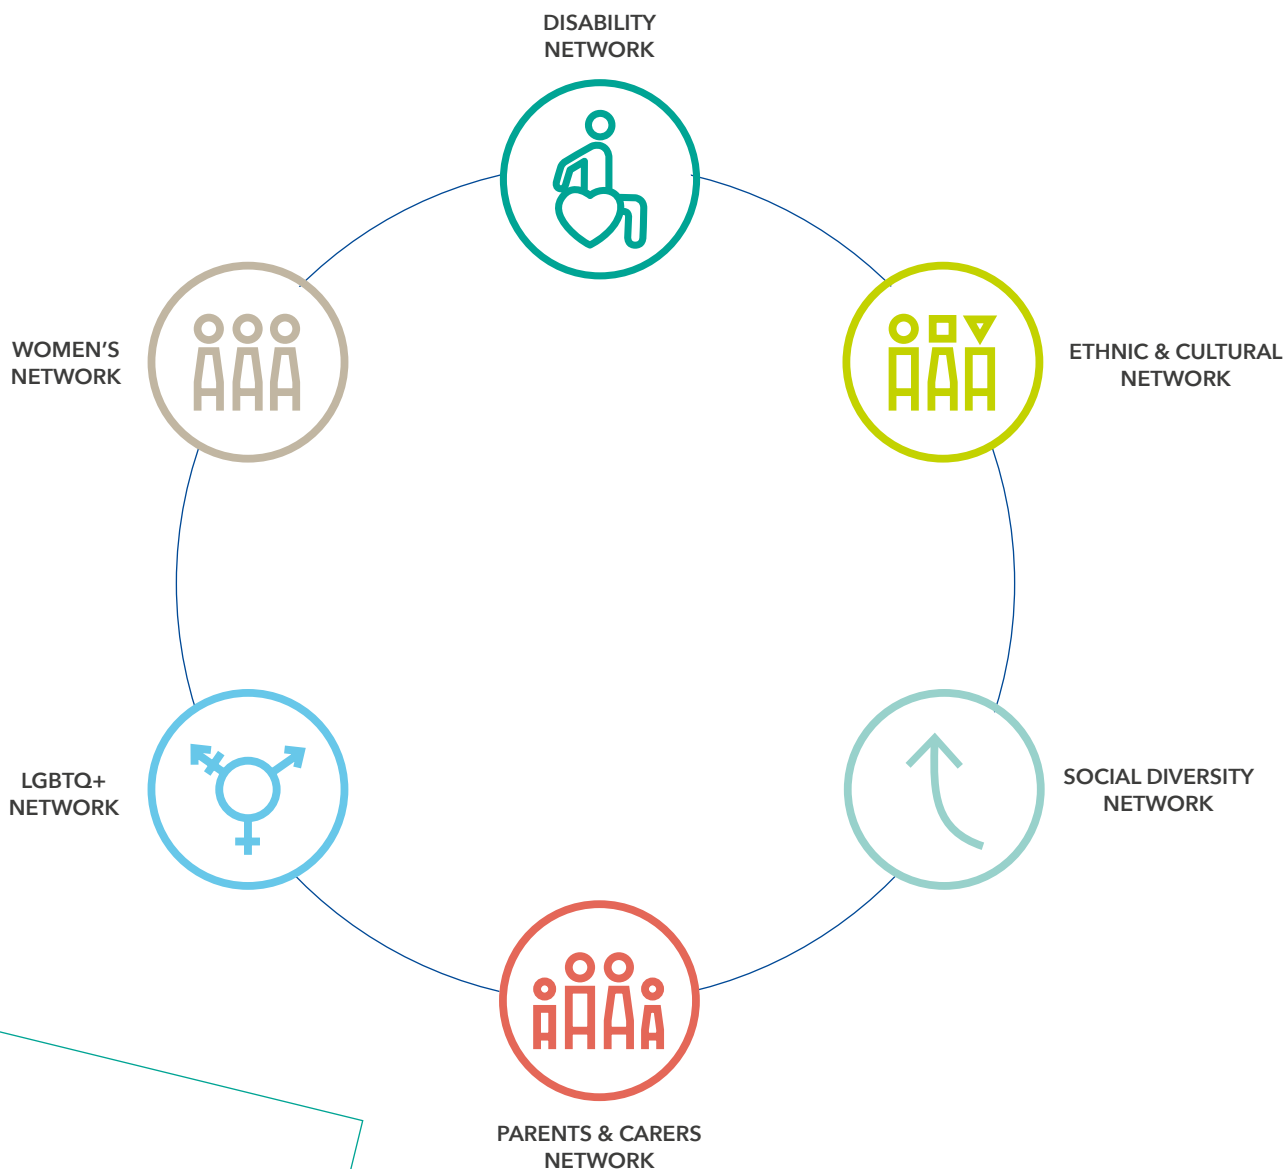 DISABILITY
NETWORK
WOMEN'S
NETWORK
ETHNIC & CULTURAL
NETWORK
LGBTQ+
NETWORK
SOCIAL DIVERSITY
NETWORK
PARENTS & CARERS
NETWORK